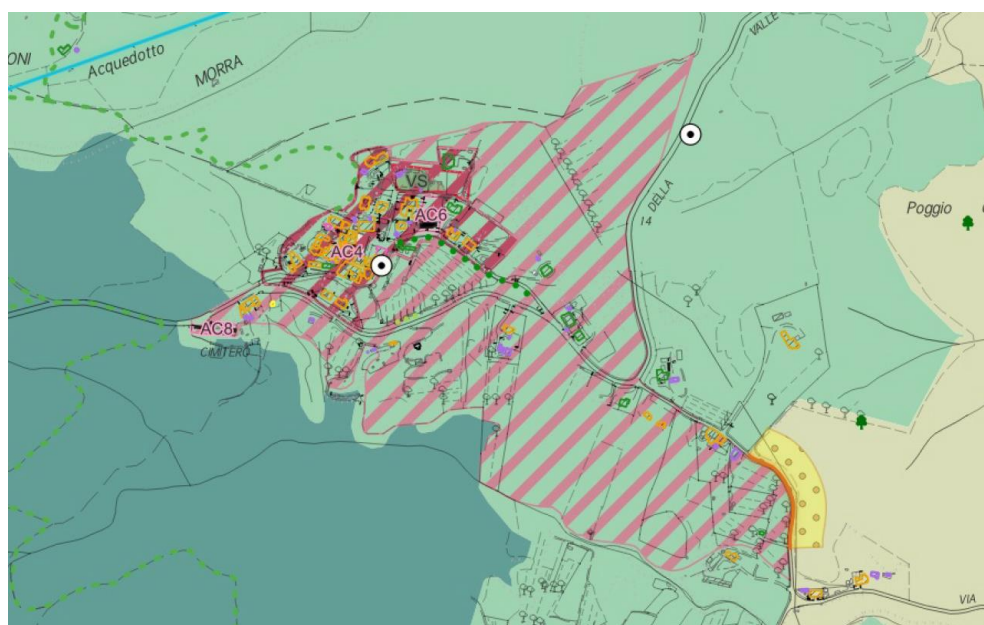 ONI
Acquedotto
MORRA
VALLE
DELLA
14
VS
AC6
AC4
AC8
CIMITERO
Poggio
VIA